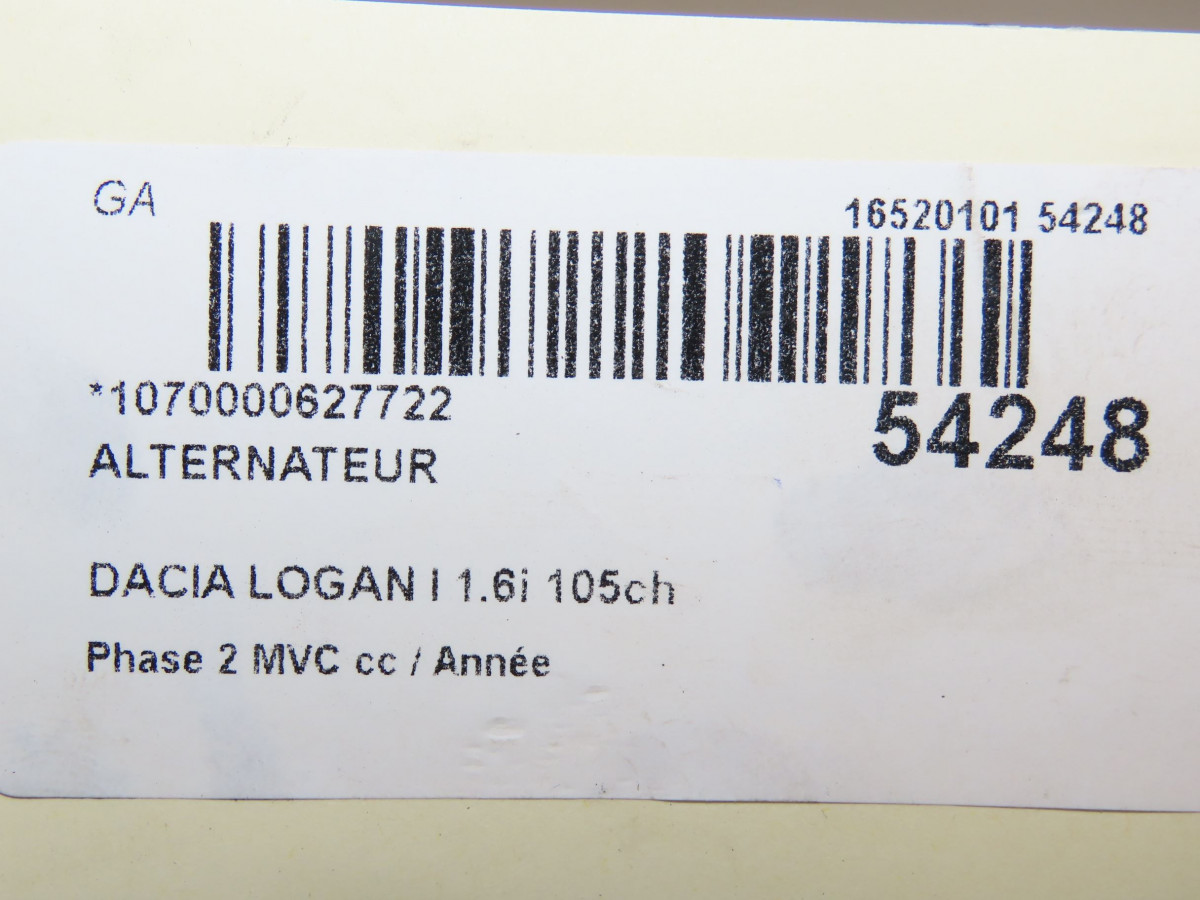 GA
16520101 54248
*1070000627722
54248
ALTERNATEUR
DACIA LOGAN I 1.6i 105ch
Phase 2 MVC cc / Année